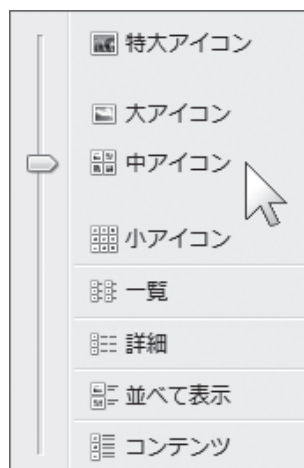 特大アイコン
大アイコン
中アイコン
小アイコン
一覧
詳細
並べて表示
コンテンツ